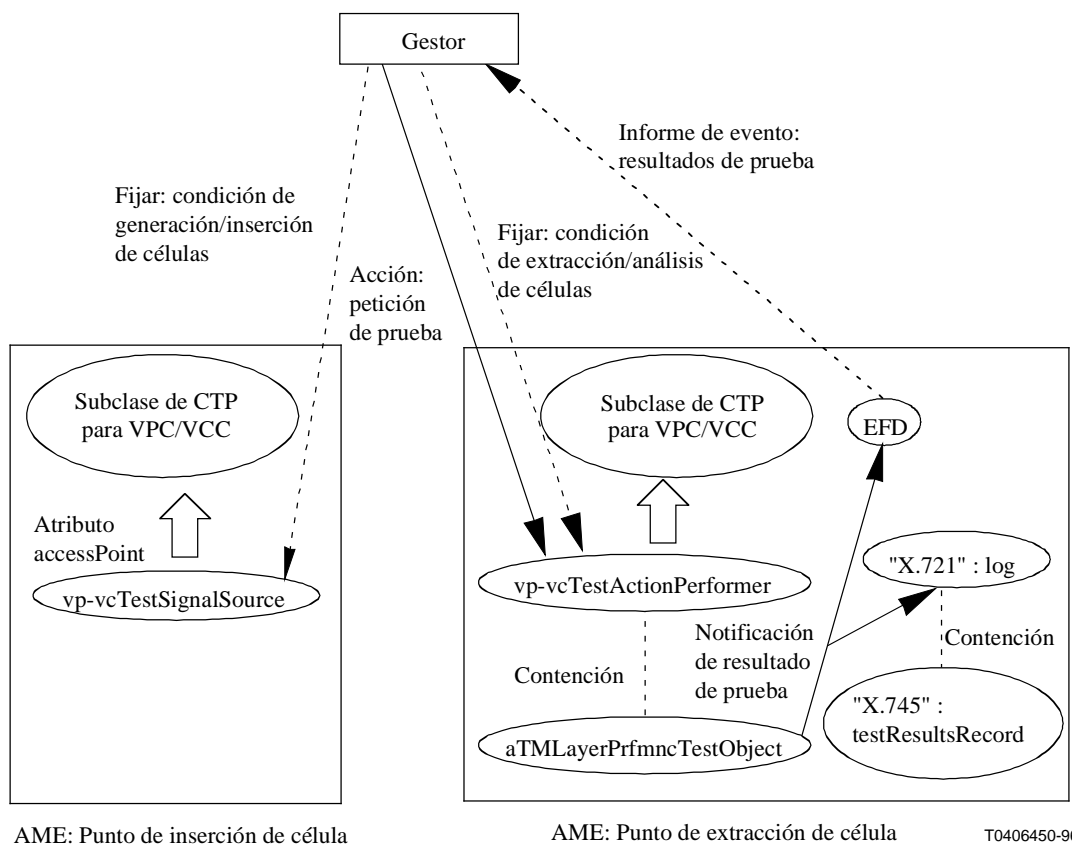 Gestor
Informe de evento:
resultados de prueba
Fijar: condición de
generación/inserción
de células
Fijar: condición
de extracción/análisis
de células
Acción:
petición
de prueba
Subclase de CTP
para VPC/VCC
Atributo
accessPoint
vp-vcTestSignalSource
Subclase de CTP
para VPC/VCC
EFD
vp-vcTestActionPerformer
"X.721" : log
Notificación
de resultado
de prueba
Contención
Contención
"X.745" :
testResultsRecord
aTMLayerPrfmncTestObject
AME: Punto de inserción de célula
AME: Punto de extracción de célula
T0406450-96